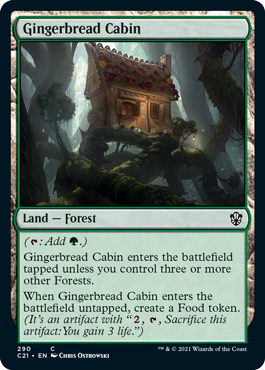 Gingerbread Cabin
Land — Forest
(T: Add G.)
Gingerbread Cabin enters the battlefield
tapped unless you control three or more
other Forests.
When Gingerbread Cabin enters the
battlefield untapped, create a Food token.
(It's an artifact with “2, T, Sacrifice this
artifact: You gain 3 life.”)
290 C
C21 • EN Chris Ostrowski
™ & © 2021 Wizards of the Coast